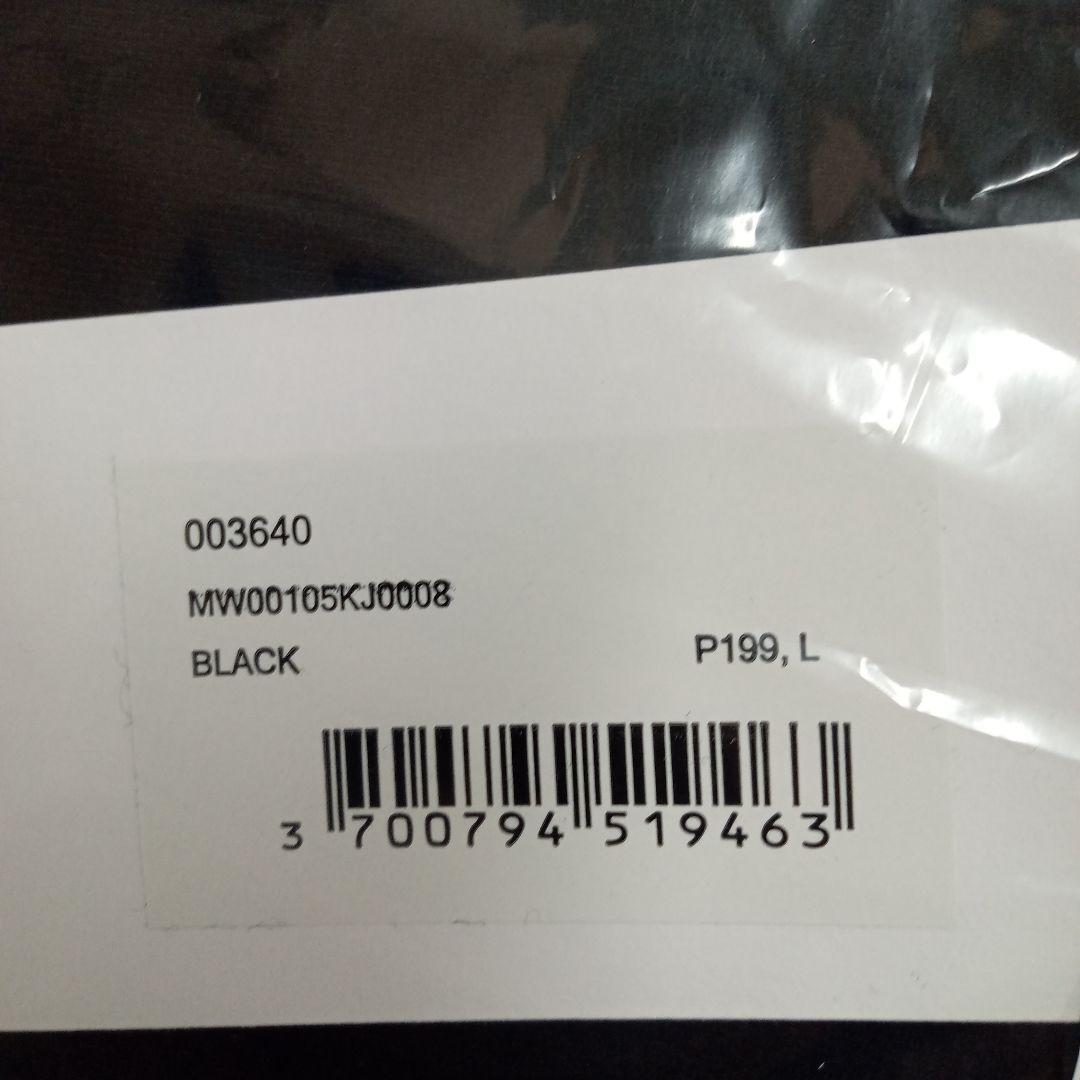 003640
MW00105KJ0008
BLACK
P199, L
3 700794 519463